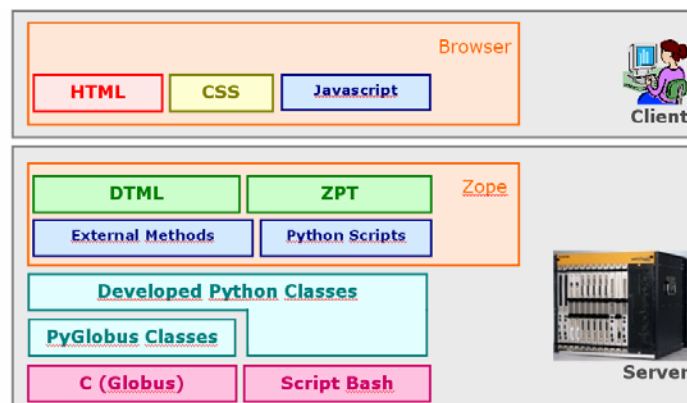 Browser
HTML CSS Javascript
Client
DTML ZPT Zope
External Methods Python Scripts
Developed Python Classes
PyGlobus Classes
Server
C (Globus) Script Bash